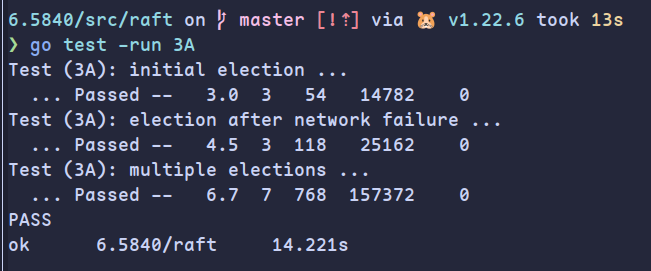 6.5840/src/raft on  master [!⇡] via 🐹 v1.22.6 took 13s
❯ go test -run 3A
Test (3A): initial election ...
  ... Passed --   3.0  3   54   14782    0
Test (3A): election after network failure ...
  ... Passed --   4.5  3  118   25162    0
Test (3A): multiple elections ...
  ... Passed --   6.7  7  768  157372    0
PASS
ok      6.5840/raft     14.221s